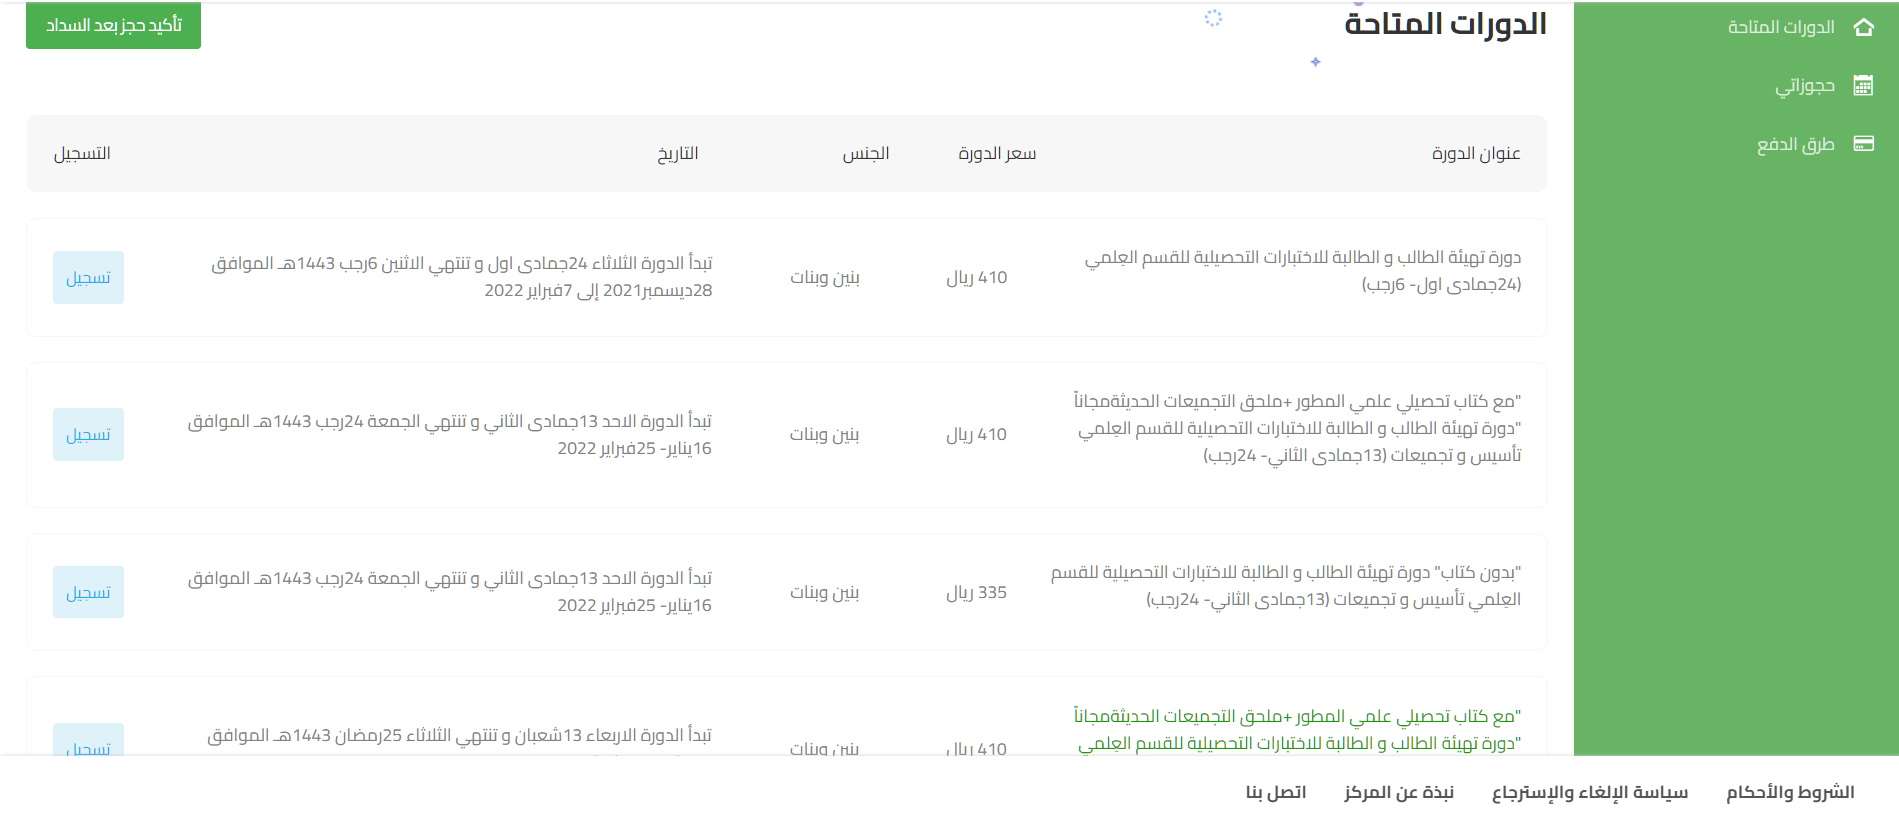 الدورات المتاحة
حجوزاتي
طرق الدفع
الدورات المتاحة
تأكيد حجز بعد السداد
عنوان الدورة
سعر الدورة
الجنس
التاريخ
التسجيل
دورة تهيئة الطالب و الطالبة للاختبارات التحصيلية للقسم العِلمي
(24جمادى اول- 6رجب)
410 ريال
بنين وبنات
تبدأ الدورة الثلاثاء 24جمادى اول و تنتهي الاثنين 6رجب 1443هـ الموافق
28ديسمبر2021 إلى 7فبراير 2022
تسجيل
"مع كتاب تحصيلي علمي المطور +ملحق التجميعات الحديثةمجاناً
"دورة تهيئة الطالب و الطالبة للاختبارات التحصيلية للقسم العِلمي
تأسيس و تجميعات (13جمادى الثاني- 24رجب)
410 ريال
بنين وبنات
تبدأ الدورة الاحد 13جمادى الثاني و تنتهي الجمعة 24رجب 1443هـ الموافق
16يناير- 25فبراير 2022
تسجيل
"بدون كتاب" دورة تهيئة الطالب و الطالبة للاختبارات التحصيلية للقسم
العِلمي تأسيس و تجميعات (13جمادى الثاني- 24رجب)
335 ريال
بنين وبنات
تبدأ الدورة الاحد 13جمادى الثاني و تنتهي الجمعة 24رجب 1443هـ الموافق
16يناير- 25فبراير 2022
تسجيل
"مع كتاب تحصيلي علمي المطور +ملحق التجميعات الحديثةمجاناً
"دورة تهيئة الطالب و الطالبة للاختبارات التحصيلية للقسم العِلمي
410 ريال
بنين وبنات
تبدأ الدورة الاربعاء 13شعبان و تنتهي الثلاثاء 25رمضان 1443هـ الموافق
تسجيل
الشروط والأحكام
سياسة الإلغاء والإسترجاع
نبذة عن المركز
اتصل بنا